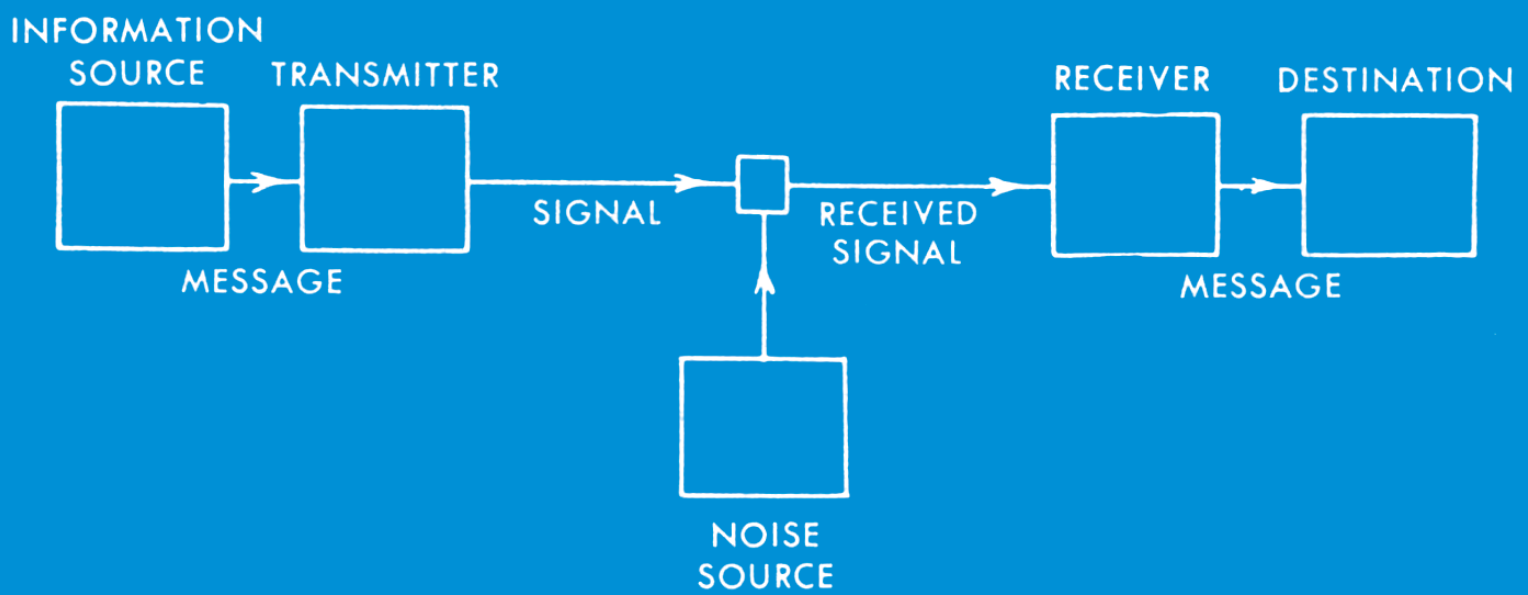 INFORMATION
SOURCE
TRANSMITTER
RECEIVER
DESTINATION
SIGNAL
RECEIVED
SIGNAL
MESSAGE
MESSAGE
NOISE
SOURCE